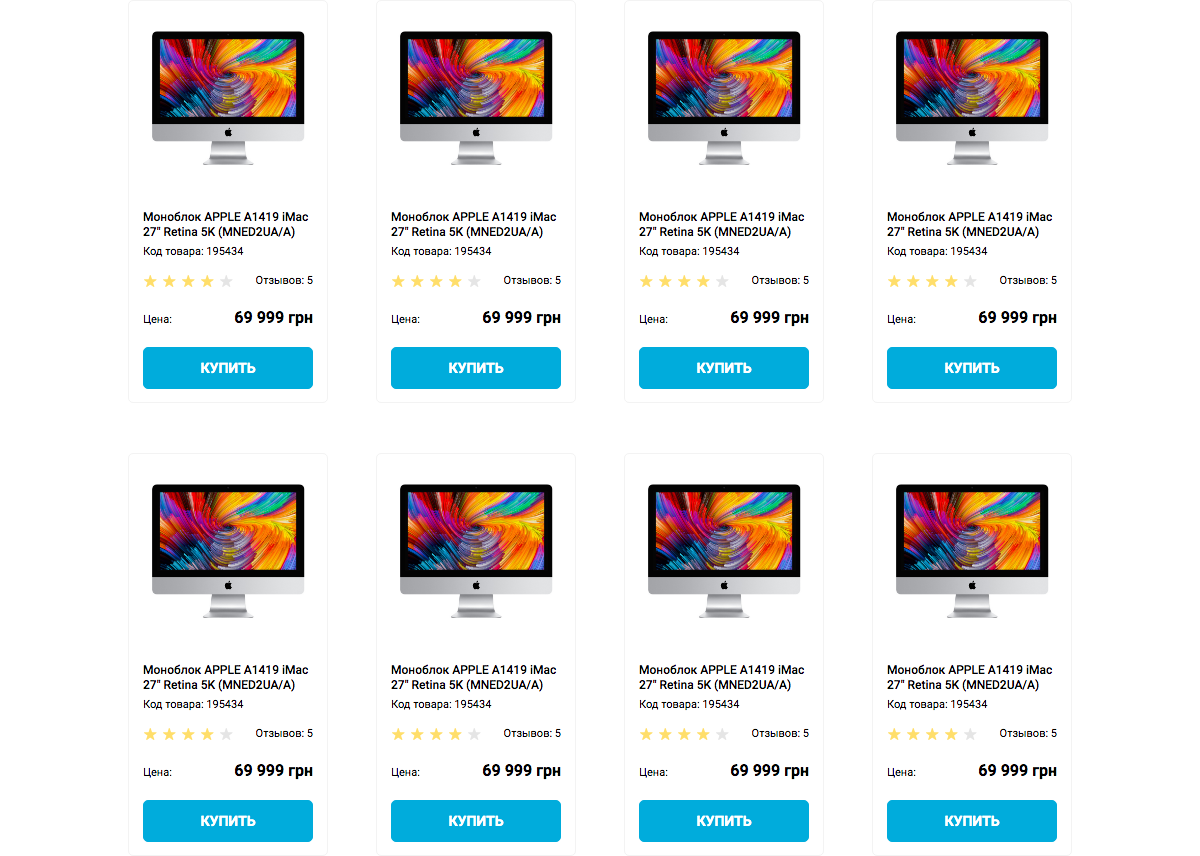 Моноблок APPLE A1419 iMac
27" Retina 5K (MNED2UA/A)
Код товара: 195434
Отзывов: 5
Цена: 69 999 грн
КУПИТЬ
Моноблок APPLE A1419 iMac
27" Retina 5K (MNED2UA/A)
Код товара: 195434
Отзывов: 5
Цена: 69 999 грн
КУПИТЬ
Моноблок APPLE A1419 iMac
27" Retina 5K (MNED2UA/A)
Код товара: 195434
Отзывов: 5
Цена: 69 999 грн
КУПИТЬ
Моноблок APPLE A1419 iMac
27" Retina 5K (MNED2UA/A)
Код товара: 195434
Отзывов: 5
Цена: 69 999 грн
КУПИТЬ
Моноблок APPLE A1419 iMac
27" Retina 5K (MNED2UA/A)
Код товара: 195434
Отзывов: 5
Цена: 69 999 грн
КУПИТЬ
Моноблок APPLE A1419 iMac
27" Retina 5K (MNED2UA/A)
Код товара: 195434
Отзывов: 5
Цена: 69 999 грн
КУПИТЬ
Моноблок APPLE A1419 iMac
27" Retina 5K (MNED2UA/A)
Код товара: 195434
Отзывов: 5
Цена: 69 999 грн
КУПИТЬ
Моноблок APPLE A1419 iMac
27" Retina 5K (MNED2UA/A)
Код товара: 195434
Отзывов: 5
Цена: 69 999 грн
КУПИТЬ